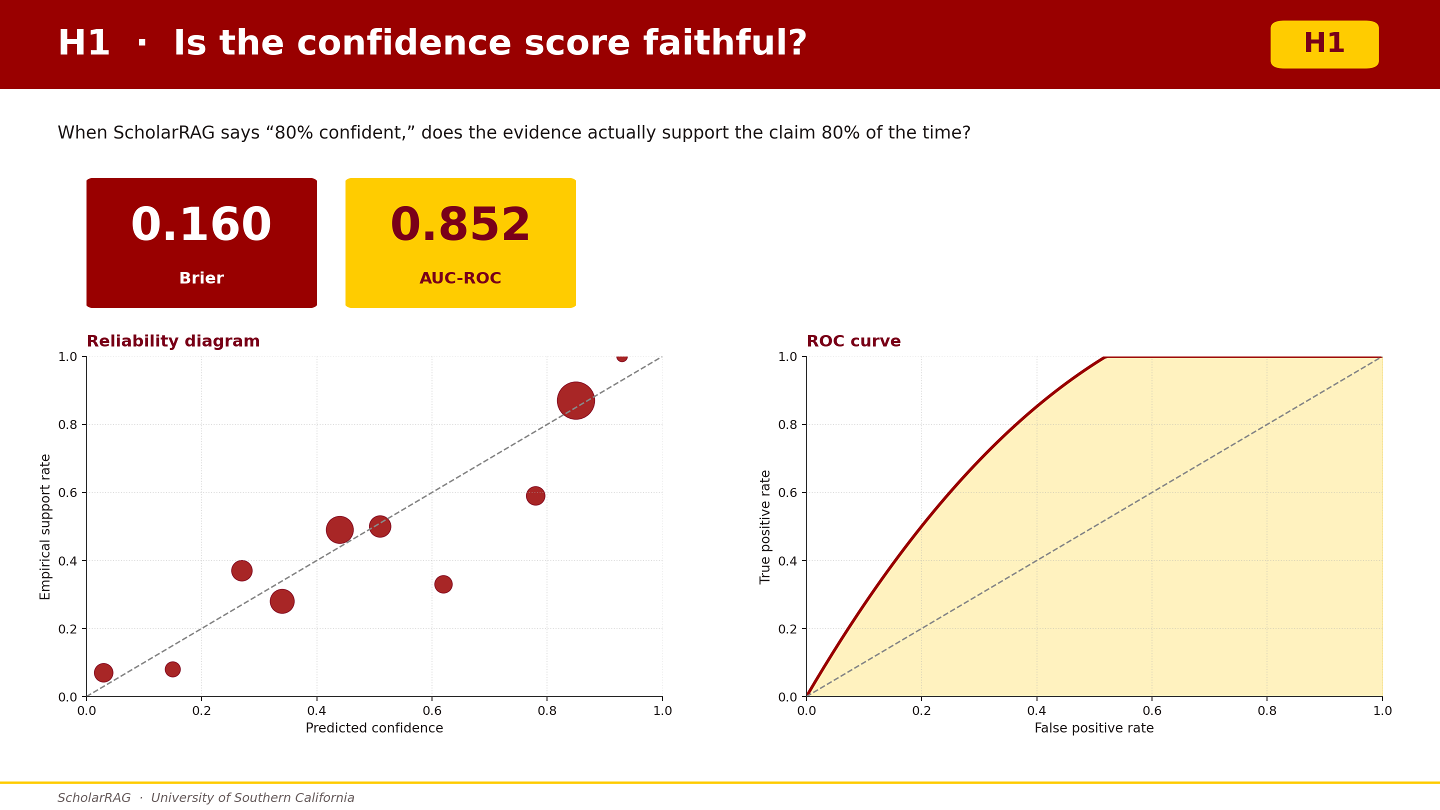 H1 · Is the confidence score faithful?
H1
When ScholarRAG says “80% confident,” does the evidence actually support the claim 80% of the time?
0.160
Brier
0.852
AUC-ROC
Reliability diagram
1.0
0.8
0.6
0.4
0.2
0.0
Empirical support rate
0.0 0.2 0.4 0.6 0.8 1.0
Predicted confidence
ROC curve
1.0
0.8
0.6
0.4
0.2
0.0
True positive rate
0.0 0.2 0.4 0.6 0.8 1.0
False positive rate
ScholarRAG · University of Southern California